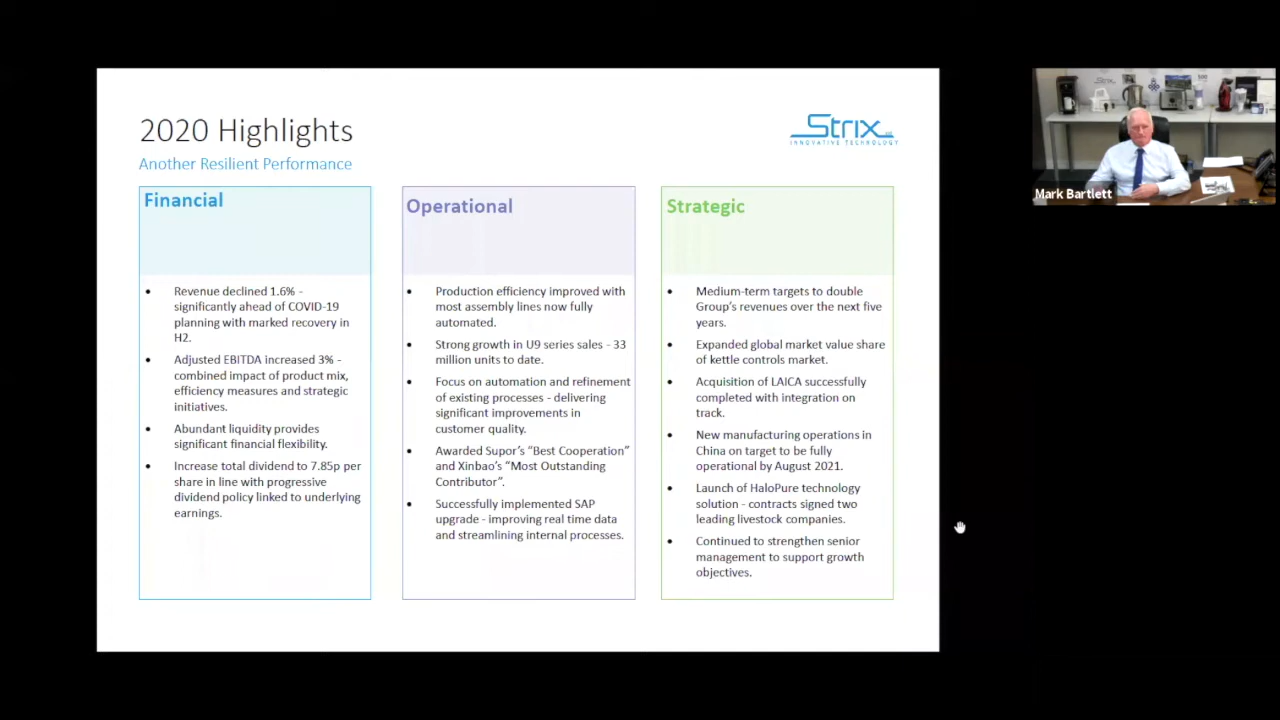 2020 Highlights
Another Resilient Performance
Strix
INNOVATIVE TECHNOLOGY
Financial
• Revenue declined 1.6% -
significantly ahead of COVID-19
planning with marked recovery in
H2.
• Adjusted EBITDA increased 3% -
combined impact of product mix,
efficiency measures and strategic
initiatives.
• Abundant liquidity provides
significant financial flexibility.
• Increase total dividend to 7.85p per
share in line with progressive
dividend policy linked to underlying
earnings.
Operational
• Production efficiency improved with
most assembly lines now fully
automated.
• Strong growth in U9 series sales - 33
million units to date.
• Focus on automation and refinement
of existing processes - delivering
significant improvements in
customer quality.
• Awarded Supor’s “Best Cooperation”
and Xinbao’s “Most Outstanding
Contributor”.
• Successfully implemented SAP
upgrade - improving real time data
and streamlining internal processes.
Strategic
• Medium-term targets to double
Group’s revenues over the next five
years.
• Expanded global market value share
of kettle controls market.
• Acquisition of LAICA successfully
completed with integration on
track.
• New manufacturing operations in
China on target to be fully
operational by August 2021.
• Launch of HaloPure technology
solution - contracts signed two
leading livestock companies.
• Continued to strengthen senior
management to support growth
objectives.
Strix
Mark Bartlett